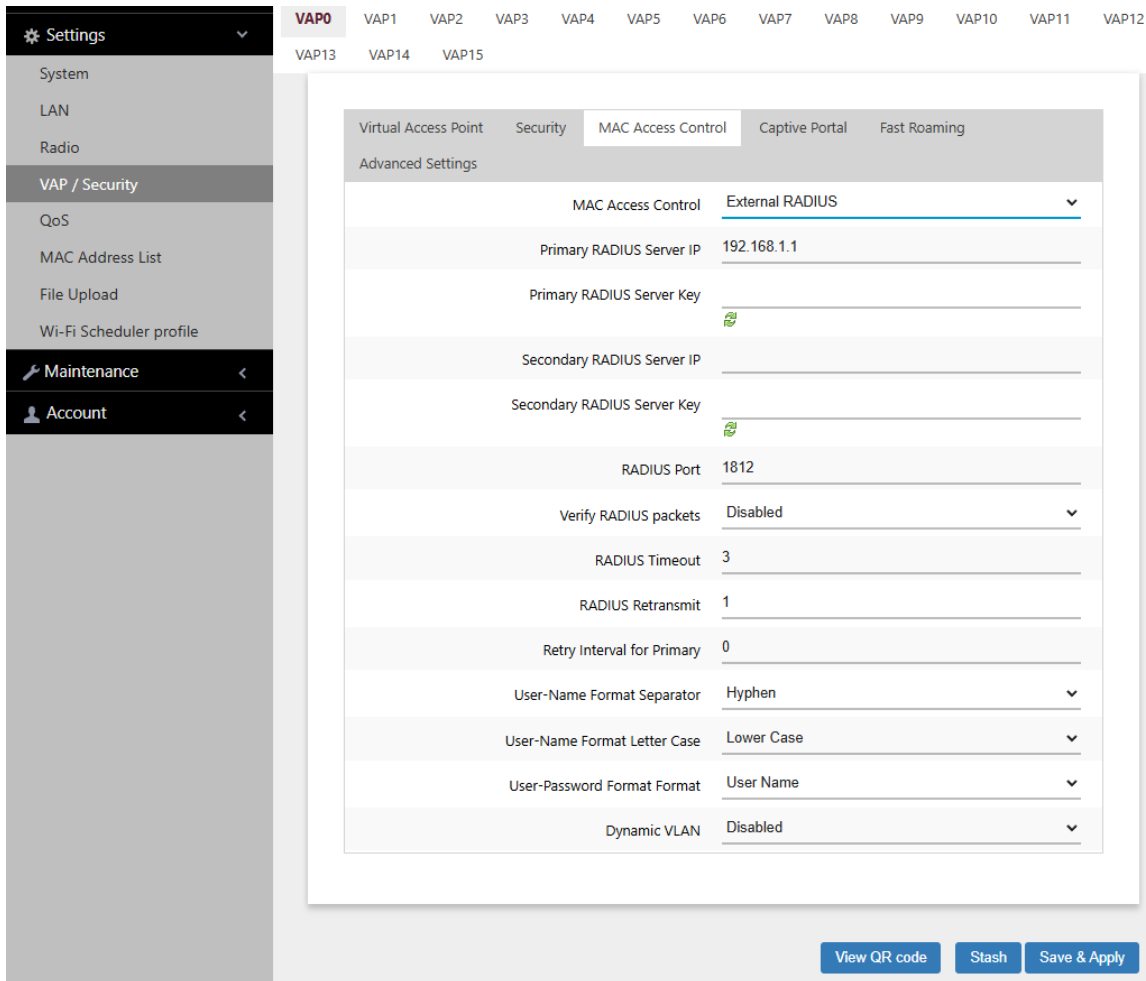 VAP0 VAP1 VAP2 VAP3 VAP4 VAP5 VAP6 VAP7 VAP8 VAP9 VAP10 VAP11 VAP12
VAP13 VAP14 VAP15
Settings
System
LAN
Radio
VAP / Security
QoS
MAC Address List
File Upload
Wi-Fi Scheduler profile
Maintenance
Account
Virtual Access Point Security MAC Access Control Captive Portal Fast Roaming
Advanced Settings
MAC Access Control External RADIUS
Primary RADIUS Server IP 192.168.1.1
Primary RADIUS Server Key
Secondary RADIUS Server IP
Secondary RADIUS Server Key
RADIUS Port 1812
Verify RADIUS packets Disabled
RADIUS Timeout 3
RADIUS Retransmit 1
Retry Interval for Primary 0
User-Name Format Separator Hyphen
User-Name Format Letter Case Lower Case
User-Password Format Format User Name
Dynamic VLAN Disabled
View QR code Stash Save & Apply